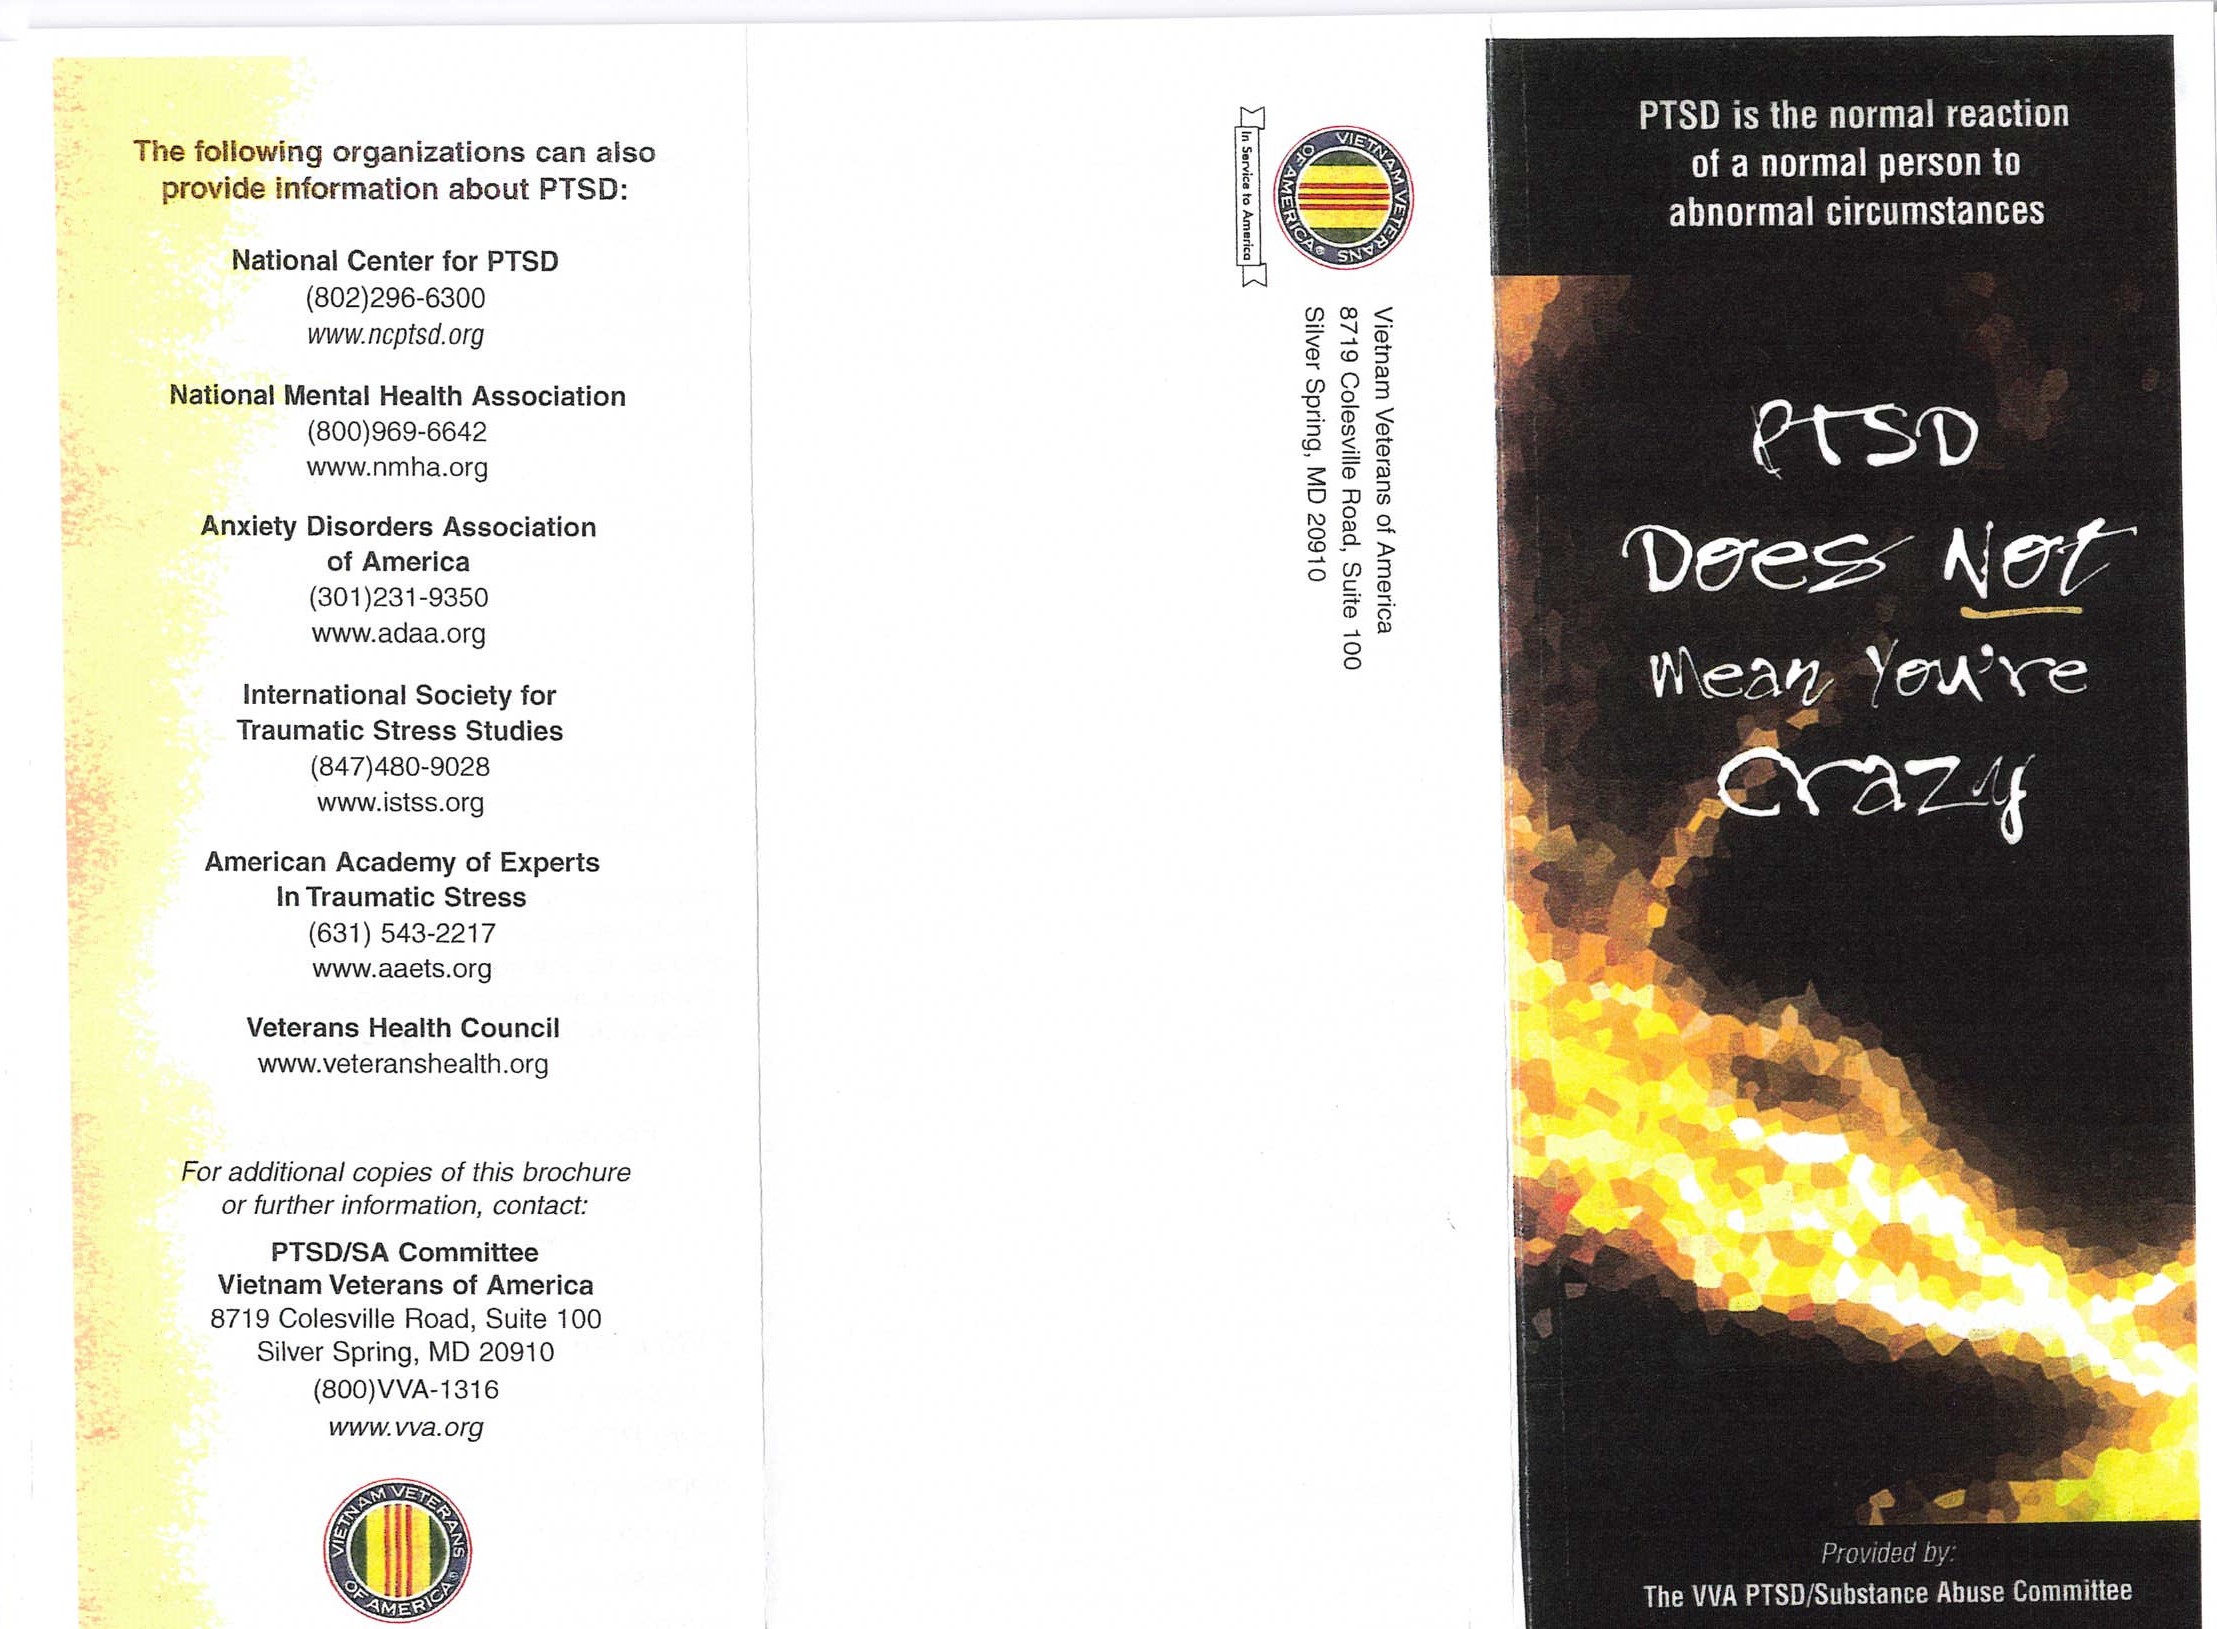 The following organizations can also
provide information about PTSD:
National Center for PTSD
(802)296-6300
www.ncptsd.org
National Mental Health Association
(800)969-6642
www.nmha.org
Anxiety Disorders Association
of America
(301)231-9350
www.adaa.org
International Society for
Traumatic Stress Studies
(847)480-9028
www.istss.org
American Academy of Experts
In Traumatic Stress
(631) 543-2217
www.aaets.org
Veterans Health Council
www.veteranshealth.org
For additional copies of this brochure
or further information, contact:
PTSD/SA Committee
Vietnam Veterans of America
8719 Colesville Road, Suite 100
Silver Spring, MD 20910
(800)VVA-1316
www.vva.org
VIETNAM VETERANS
OF AMERICA®
VIETNAM VETERANS
OF AMERICA®
In Service to America
Vietnam Veterans of America
8719 Colesville Road, Suite 100
Silver Spring, MD 20910
PTSD is the normal reaction
of a normal person to
abnormal circumstances
PTSD
Does Not
Mean You're
Crazy
Provided by:
The VVA PTSD/Substance Abuse Committee